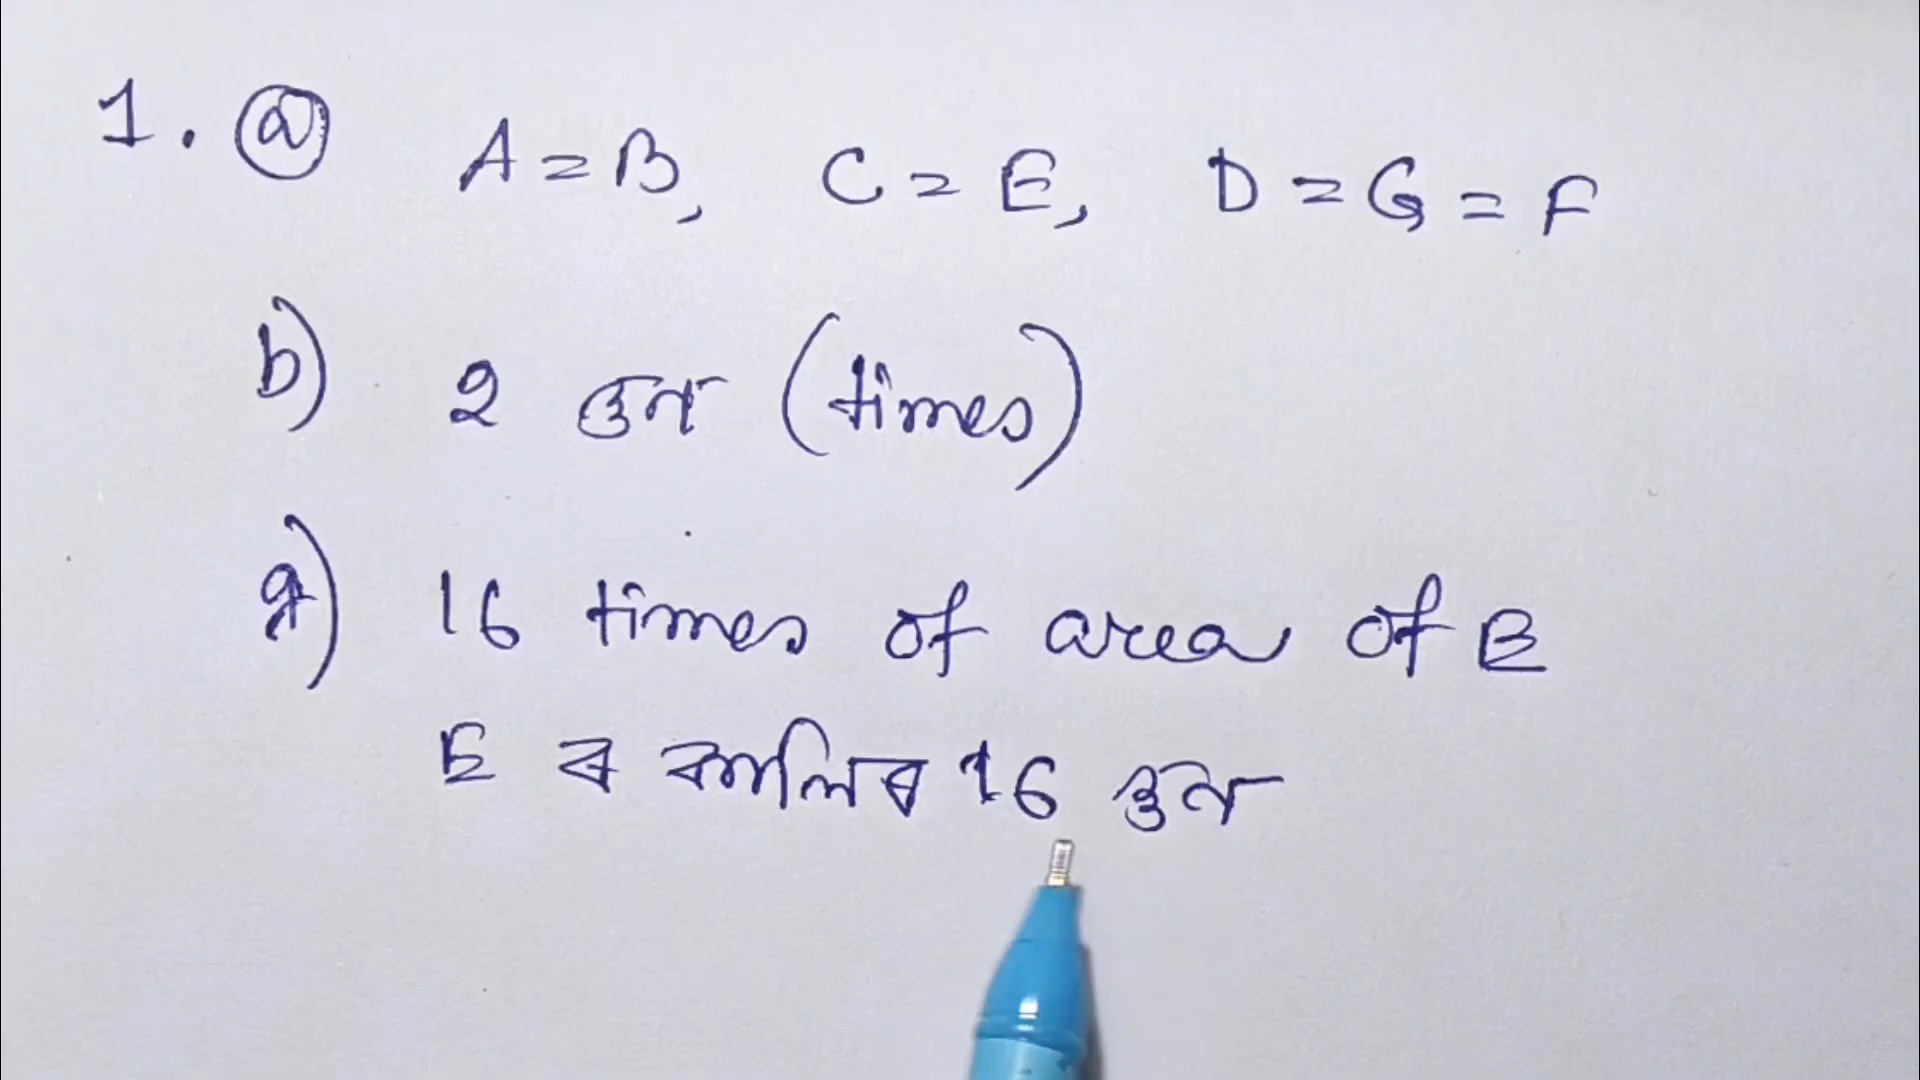 1. ⓐ A = B, C = E, D = G = F
b) 2 গুন (times)
g) 16 times of area of E
E ৰ কালিৰ 16 গুন